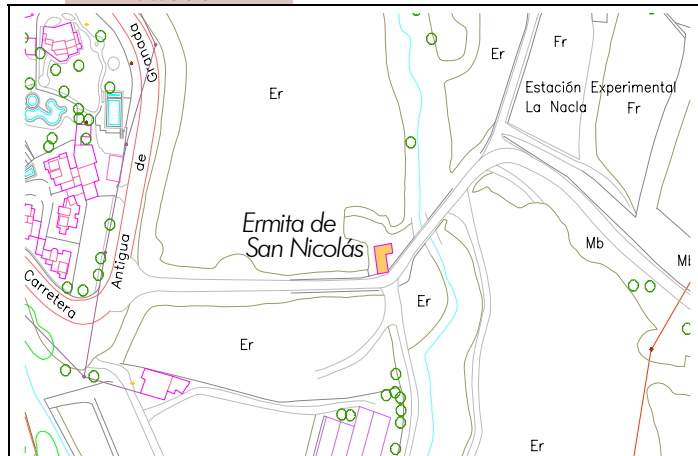 Granada
Er
Er
Fr
Estación Experimental
La Nacla
Fr
de
Ermita de
San Nicolás
Antigua
Carretera
Mb
Mb
Er
Er
Er